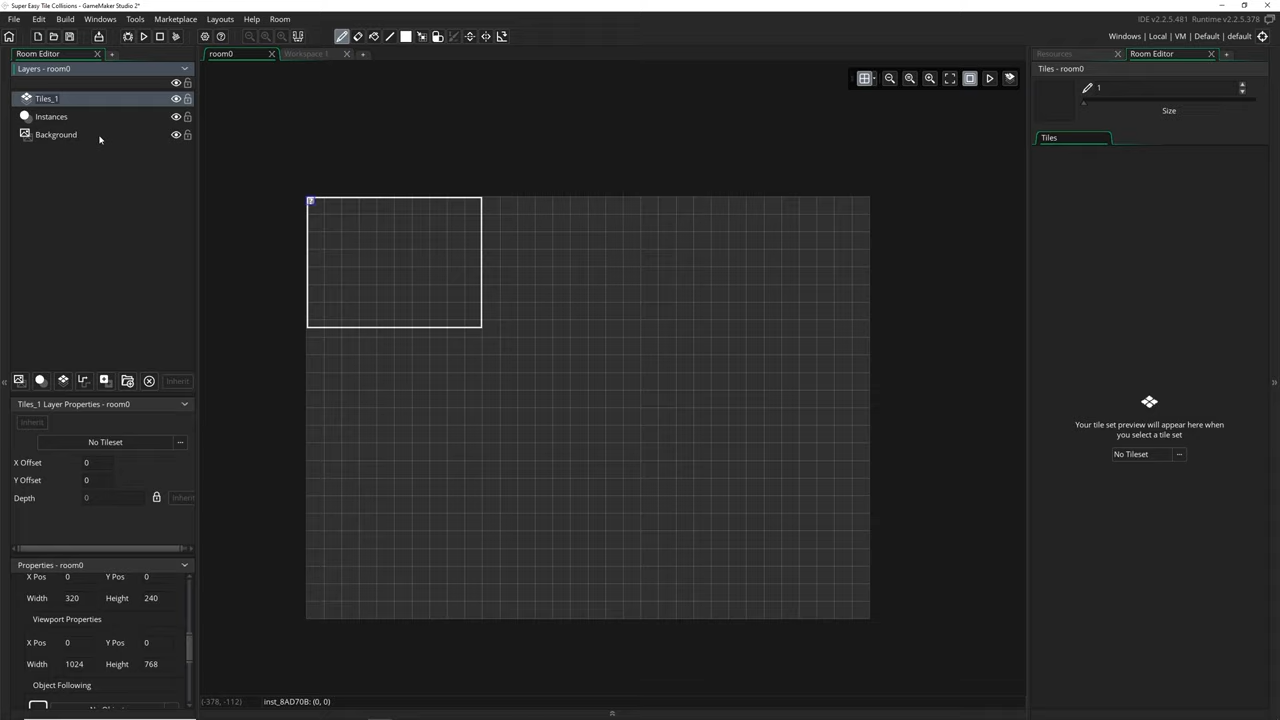 Super Easy Tile Collisions - GameMaker Studio 2*
File Edit Build Windows Tools Marketplace Layouts Help Room
IDE v2.2.5.481 Runtime v2.2.5.378
Windows | Local | VM | Default | default
Room Editor
room0
Workspace 1
Resources
Room Editor
Layers - room0
Tiles_1
Instances
Background
Inherit
Tiles_1 Layer Properties - room0
Inherit
No Tileset ...
X Offset 0
Y Offset 0
Depth 0 Inherit
Properties - room0
X Pos 0 Y Pos 0
Width 320 Height 240
Viewport Properties
X Pos 0 Y Pos 0
Width 1024 Height 768
Object Following
(-378, -112) inst_8AD70B: (0, 0)
Tiles - room0
1
Size
Tiles
Your tile set preview will appear here when
you select a tile set
No Tileset ...